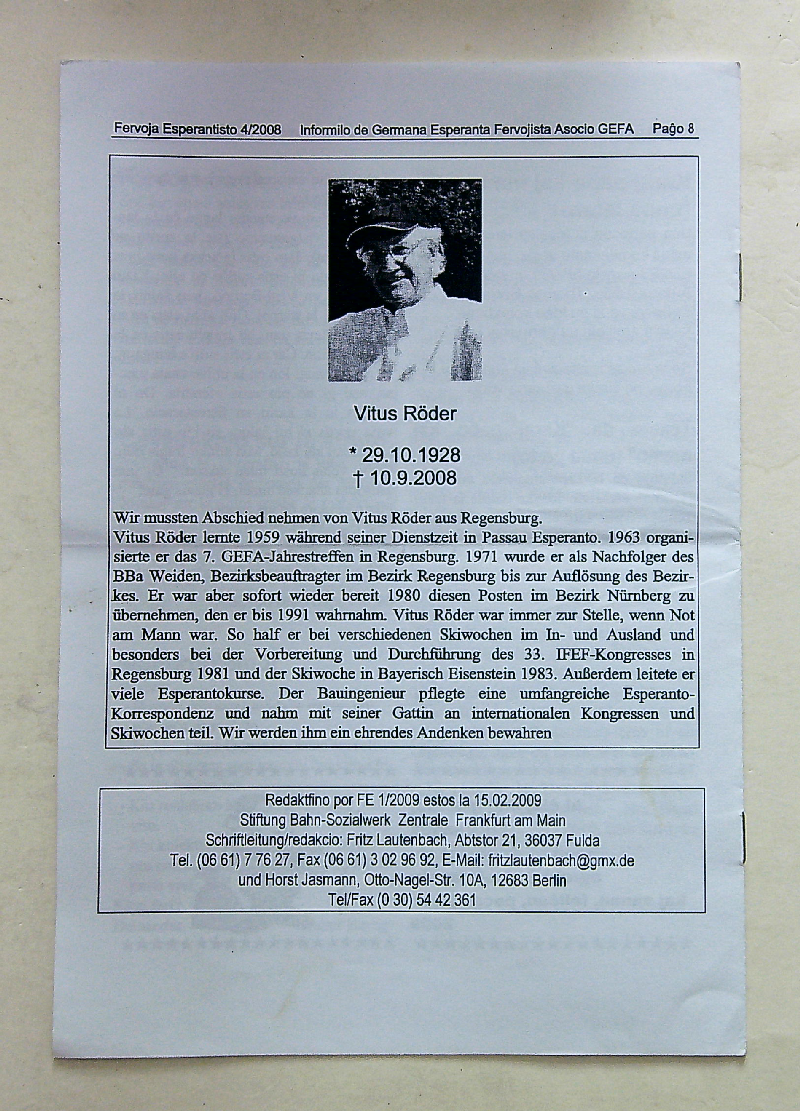 Fervoja Esperantisto 4/2008 Informilo de Germana Esperanta Fervojista Asocio GEFA Paĝo 8
Vitus Röder
* 29.10.1928
† 10.9.2008
Wir mussten Abschied nehmen von Vitus Röder aus Regensburg.
Vitus Röder lernte 1959 während seiner Dienstzeit in Passau Esperanto. 1963 organi-
sierte er das 7. GEFA-Jahrestreffen in Regensburg. 1971 wurde er als Nachfolger des
BBa Weiden, Bezirksbeauftragter im Bezirk Regensburg bis zur Auflösung des Bezir-
kes. Er war aber sofort wieder bereit 1980 diesen Posten im Bezirk Nürnberg zu
übernehmen, den er bis 1991 wahrnahm. Vitus Röder war immer zur Stelle, wenn Not
am Mann war. So half er bei verschiedenen Skiwochen im In- und Ausland und
besonders bei der Vorbereitung und Durchführung des 33. IFEF-Kongresses in
Regensburg 1981 und der Skiwoche in Bayerisch Eisenstein 1983. Außerdem leitete er
viele Esperantokurse. Der Bauingenieur pflegte eine umfangreiche Esperanto-
Korrespondenz und nahm mit seiner Gattin an internationalen Kongressen und
Skiwochen teil. Wir werden ihm ein ehrendes Andenken bewahren
Redaktfino por FE 1/2009 estos la 15.02.2009
Stiftung Bahn-Sozialwerk Zentrale Frankfurt am Main
Schriftleitung/redakcio: Fritz Lautenbach, Abtstor 21, 36037 Fulda
Tel. (06 61) 7 76 27, Fax (06 61) 3 02 96 92, E-Mail: fritzlautenbach@gmx.de
und Horst Jasmann, Otto-Nagel-Str. 10A, 12683 Berlin
Tel/Fax (0 30) 54 42 361